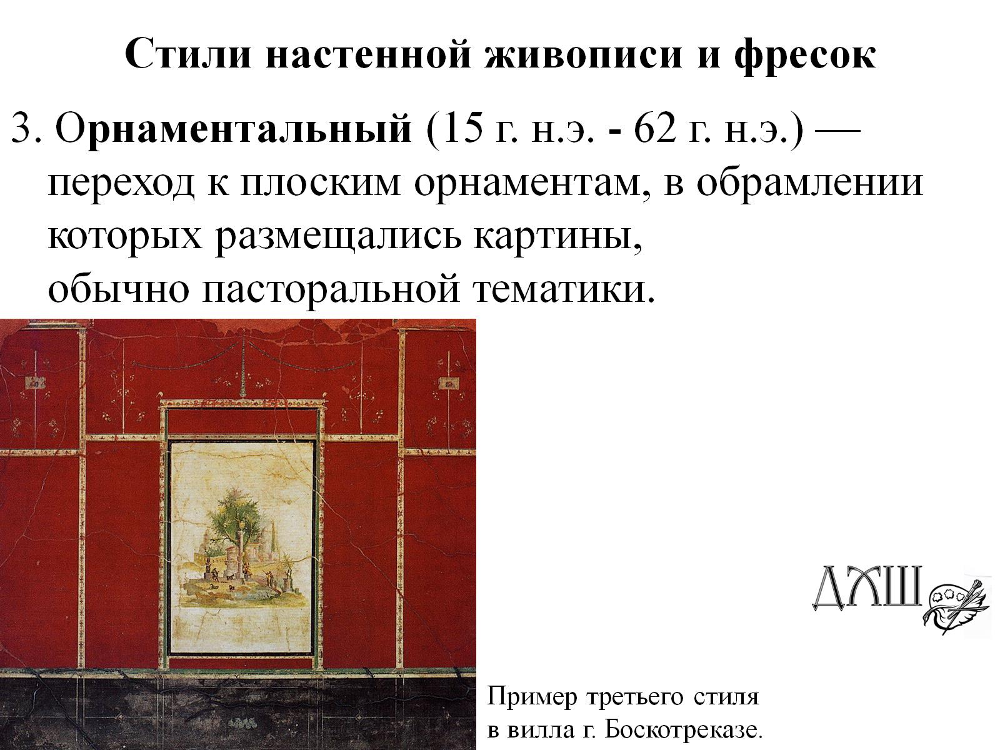 Стили настенной живописи и фресок
3. Орнаментальный (15 г. н.э. - 62 г. н.э.) —
переход к плоским орнаментам, в обрамлении
которых размещались картины,
обычно пасторальной тематики.
ДХШ
Пример третьего стиля
в вилла г. Боскотреказе.